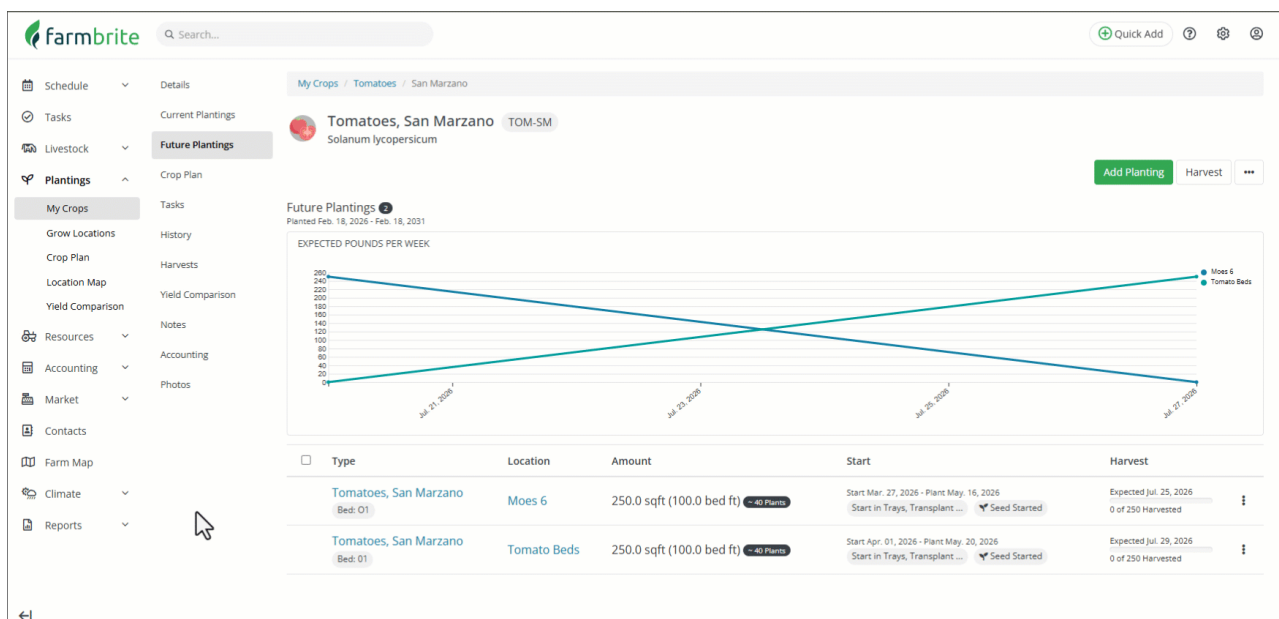 farmbrite
Search...
Quick Add
Schedule
Tasks
Livestock
Plantings
My Crops
Grow Locations
Crop Plan
Location Map
Yield Comparison
Resources
Accounting
Market
Contacts
Farm Map
Climate
Reports
Details
Current Plantings
Future Plantings
Crop Plan
Tasks
History
Harvests
Yield Comparison
Notes
Accounting
Photos
My Crops / Tomatoes / San Marzano
Tomatoes, San Marzano TOM-SM
Solanum lycopersicum
Add Planting Harvest
Future Plantings 2
Planted Feb. 18, 2026 - Feb. 18, 2031
EXPECTED POUNDS PER WEEK
260
240
220
200
180
160
140
120
100
80
60
40
20
0
Jul. 21, 2026
Jul. 23, 2026
Jul. 25, 2026
Jul. 27, 2026
Moes 6
Tomato Beds
Type Location Amount Start Harvest
Tomatoes, San Marzano
Bed: O1
Moes 6
250.0 sqft (100.0 bed ft) ~ 40 Plants
Start Mar. 27, 2026 - Plant May. 16, 2026
Start in Trays, Transplant ... Seed Started
Expected Jul. 25, 2026
0 of 250 Harvested
Tomatoes, San Marzano
Bed: 01
Tomato Beds
250.0 sqft (100.0 bed ft) ~ 40 Plants
Start Apr. 01, 2026 - Plant May. 20, 2026
Start in Trays, Transplant ... Seed Started
Expected Jul. 29, 2026
0 of 250 Harvested